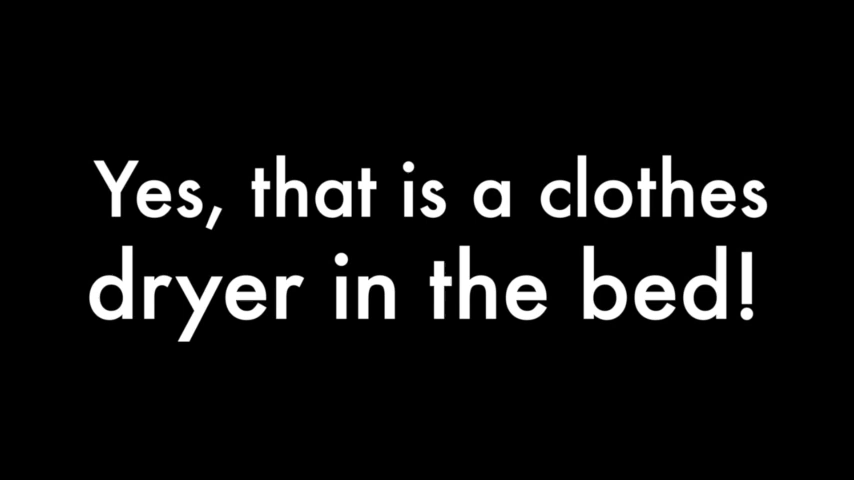 Yes, that is a clothes
dryer in the bed!